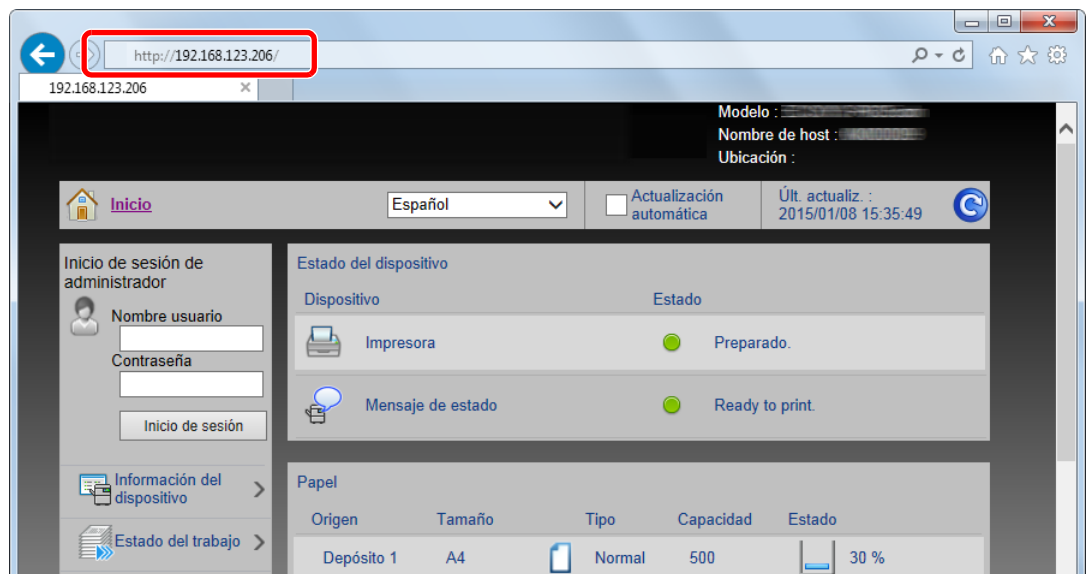 http://192.168.123.206/
192.168.123.206
Modelo :
Nombre de host :
Ubicación :
Inicio
Español
Actualización
automática
Últ. actualiz. :
2015/01/08 15:35:49
Inicio de sesión de
administrador
Nombre usuario
Contraseña
Inicio de sesión
Información del
dispositivo
Estado del trabajo
Estado del dispositivo
Dispositivo Estado
Impresora Preparado.
Mensaje de estado Ready to print.
Papel
Origen Tamaño Tipo Capacidad Estado
Depósito 1 A4 Normal 500 30 %